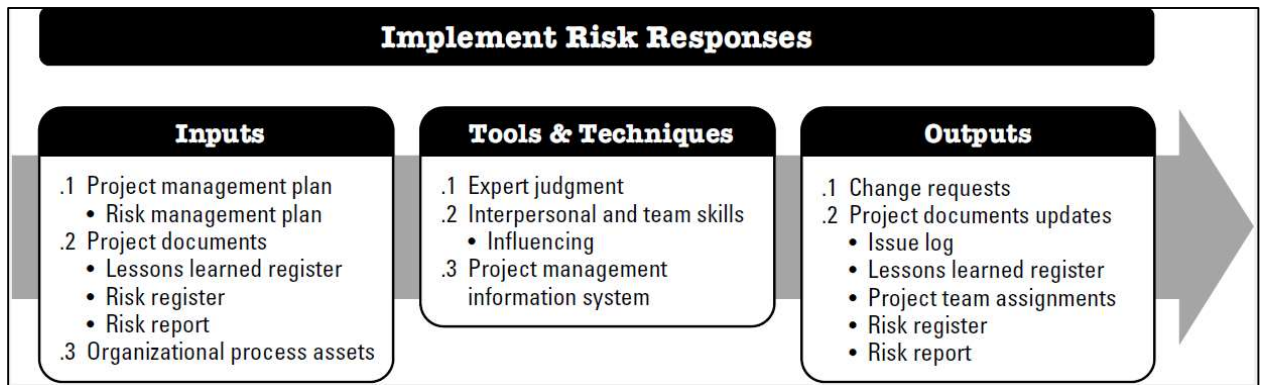 Implement Risk Responses
Inputs
.1 Project management plan
• Risk management plan
.2 Project documents
• Lessons learned register
• Risk register
• Risk report
.3 Organizational process assets
Tools & Techniques
.1 Expert judgment
.2 Interpersonal and team skills
• Influencing
.3 Project management
information system
Outputs
.1 Change requests
.2 Project documents updates
• Issue log
• Lessons learned register
• Project team assignments
• Risk register
• Risk report